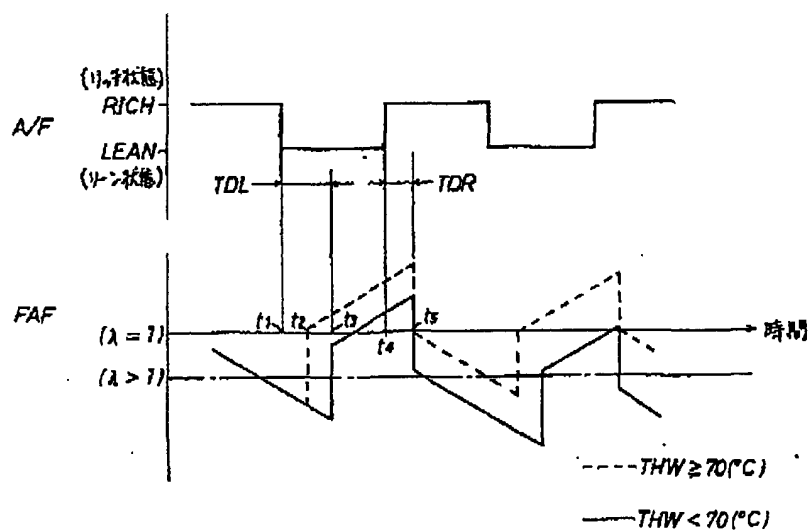 (リッチ状態)
RICH
A/F
LEAN
(リーン状態)
TDL
TDR
FAF
t1
t2
t3
t4
t5
(λ=1)
時間
(λ>1)
THW≧70(°C)
THW<70(°C)